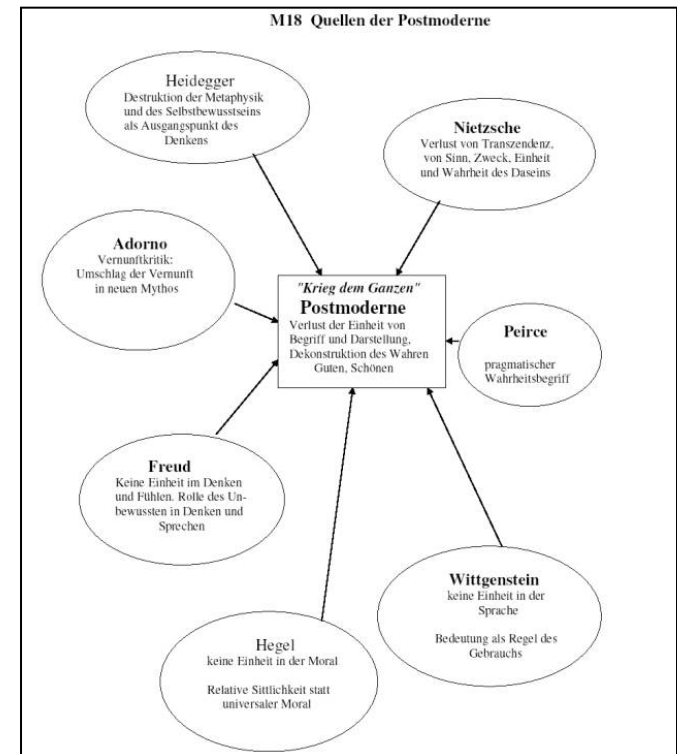 M18 Quellen der Postmoderne
Heidegger
Destruktion der Metaphysik
und des Selbstbewusstseins
als Ausgangspunkt des
Denkens
Nietzsche
Verlust von Transzendenz,
von Sinn, Zweck, Einheit
und Wahrheit des Daseins
Adorno
Vernunftkritik:
Umschlag der Vernunft
in neuen Mythos
"Krieg dem Ganzen"
Postmoderne
Verlust der Einheit von
Begriff und Darstellung,
Dekonstruktion des Wahren
Guten, Schönen
Peirce
pragmatischer
Wahrheitsbegriff
Freud
Keine Einheit im Denken
und Fühlen. Rolle des Un-
bewussten in Denken und
Sprechen
Wittgenstein
keine Einheit in der
Sprache
Bedeutung als Regel des
Gebrauchs
Hegel
keine Einheit in der Moral
Relative Sittlichkeit statt
universaler Moral